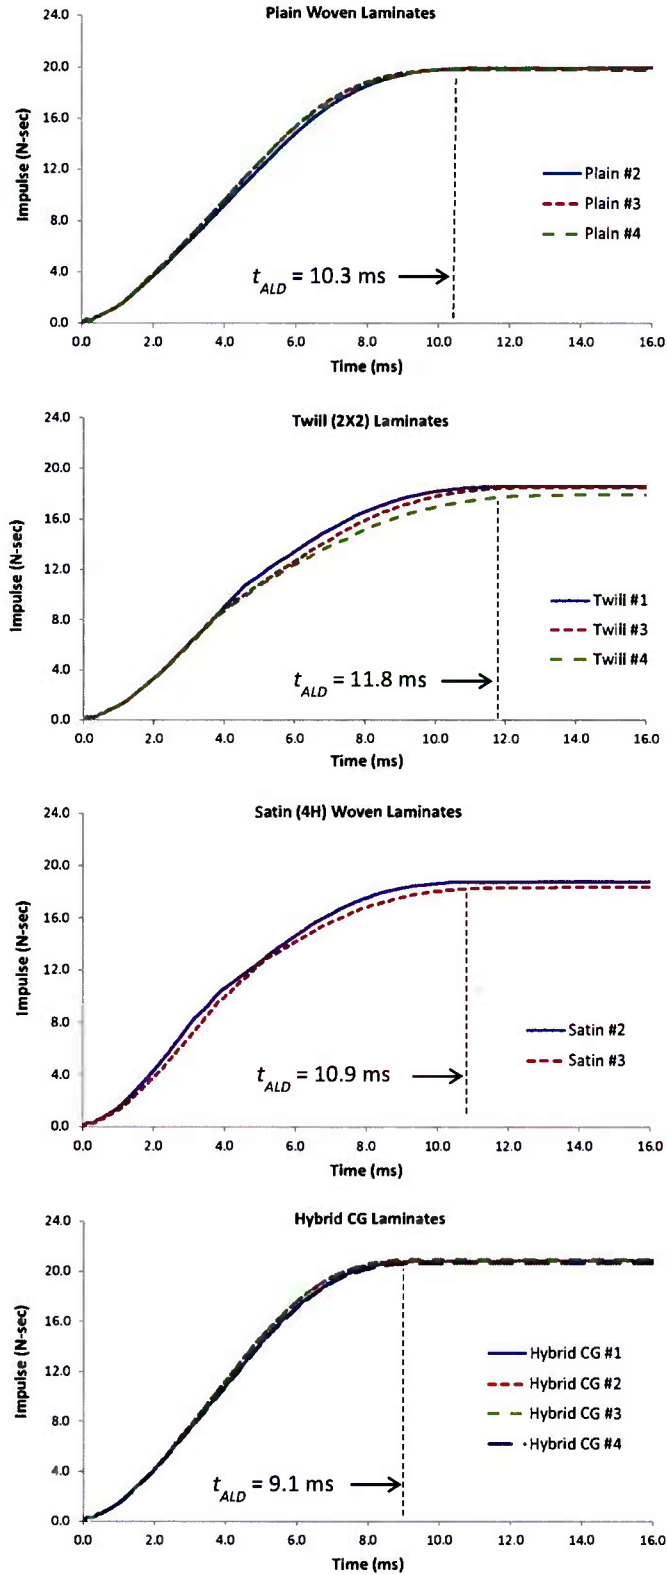 Plain Woven Laminates
24.0
20.0
16.0
12.0
8.0
4.0
0.0
Impulse (N-sec)
Plain #2
Plain #3
Plain #4
tALD = 10.3 ms
0.0 2.0 4.0 6.0 8.0 10.0 12.0 14.0 16.0
Time (ms)
Twill (2X2) Laminates
24.0
20.0
16.0
12.0
8.0
4.0
0.0
Impulse (N-sec)
Twill #1
Twill #3
Twill #4
tALD = 11.8 ms
0.0 2.0 4.0 6.0 8.0 10.0 12.0 14.0 16.0
Time (ms)
Satin (4H) Woven Laminates
24.0
20.0
16.0
12.0
8.0
4.0
0.0
Impulse (N-sec)
Satin #2
Satin #3
tALD = 10.9 ms
0.0 2.0 4.0 6.0 8.0 10.0 12.0 14.0 16.0
Time (ms)
Hybrid CG Laminates
24.0
20.0
16.0
12.0
8.0
4.0
0.0
Impulse (N-sec)
Hybrid CG #1
Hybrid CG #2
Hybrid CG #3
Hybrid CG #4
tALD = 9.1 ms
0.0 2.0 4.0 6.0 8.0 10.0 12.0 14.0 16.0
Time (ms)